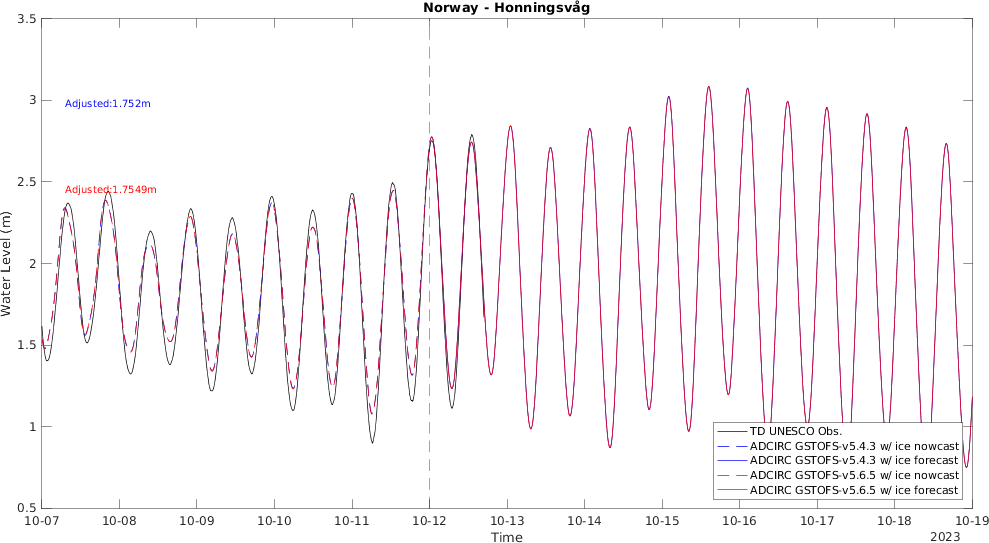 Norway - Honningsvåg
3.5
3
2.5
2
1.5
1
0.5
Water Level (m)
Adjusted:1.752m
Adjusted:1.7549m
TD UNESCO Obs.
ADCIRC GSTOFS-v5.4.3 w/ ice nowcast
ADCIRC GSTOFS-v5.4.3 w/ ice forecast
ADCIRC GSTOFS-v5.6.5 w/ ice nowcast
ADCIRC GSTOFS-v5.6.5 w/ ice forecast
10-07 10-08 10-09 10-10 10-11 10-12 10-13 10-14 10-15 10-16 10-17 10-18 10-19
Time
2023